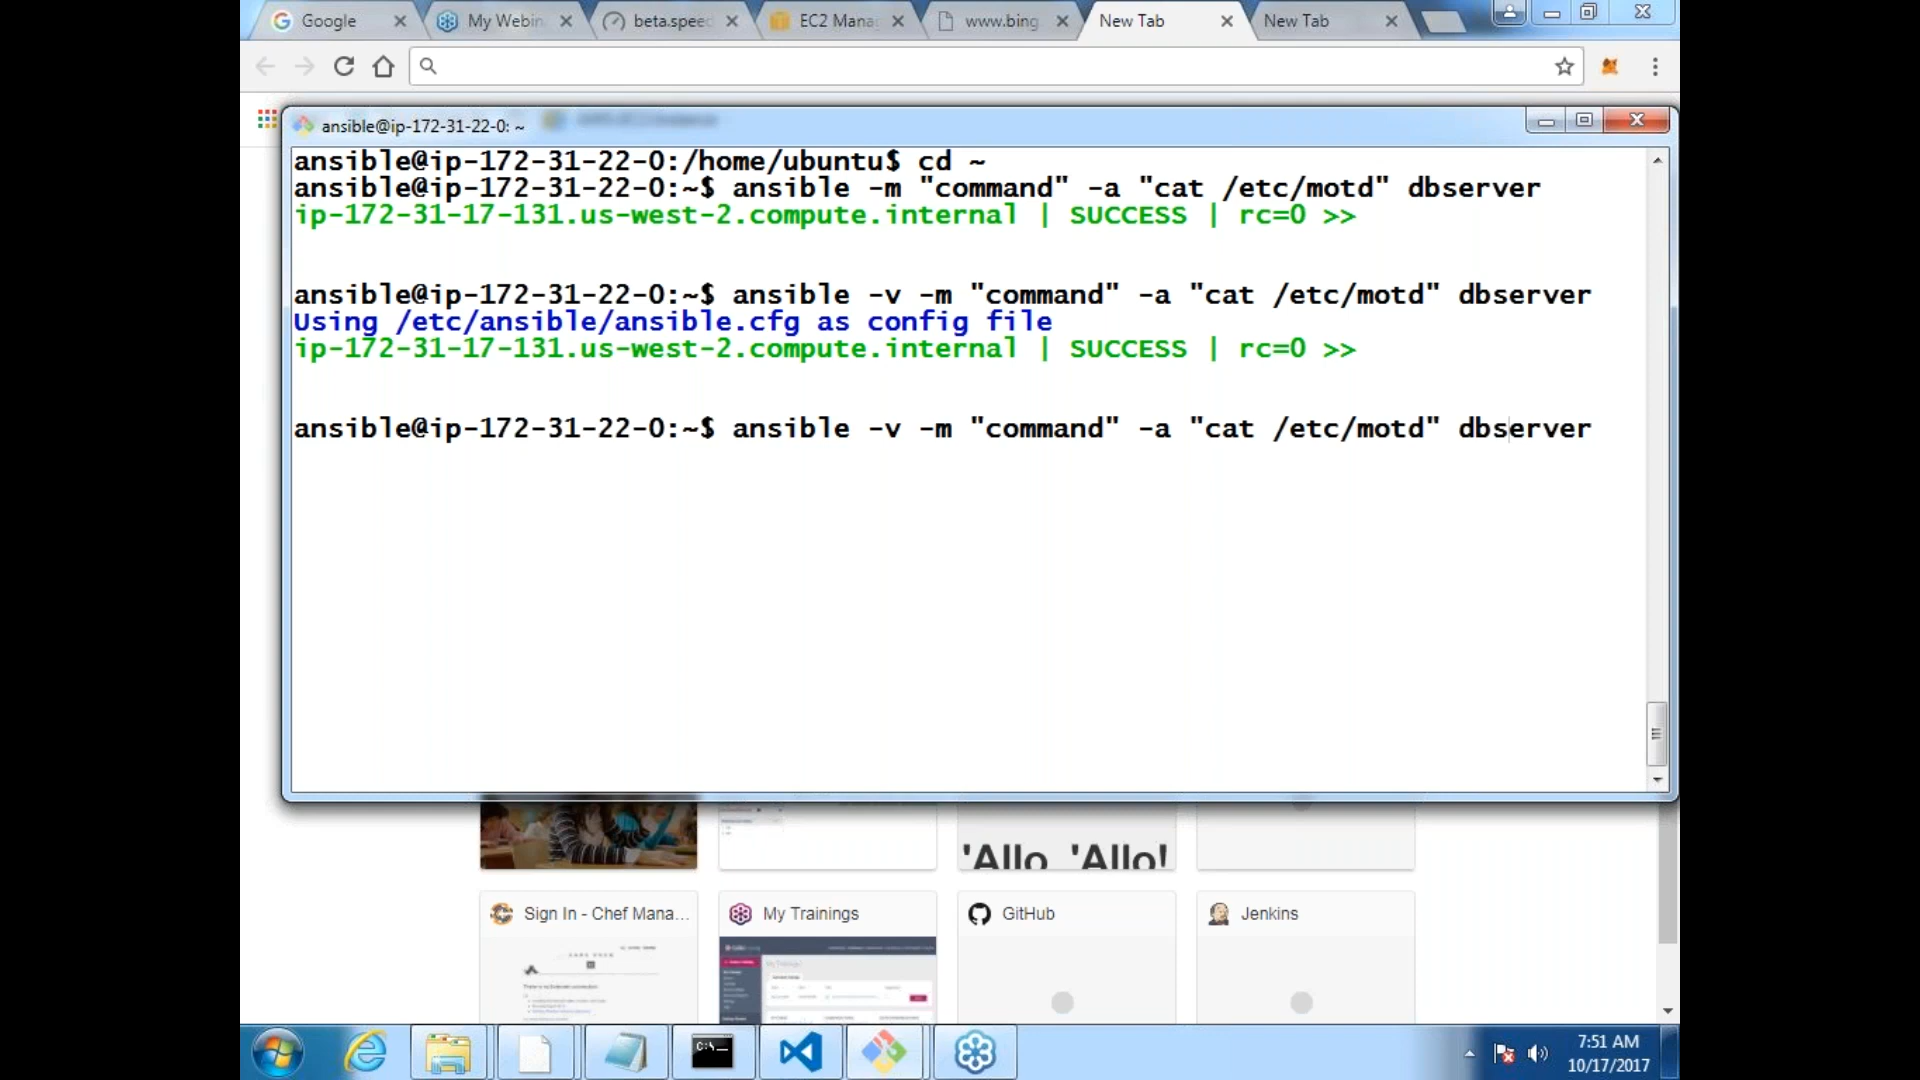 Google
My Webin
beta.speed
EC2 Mana
www.bing
New Tab
New Tab
ansible@ip-172-31-22-0: ~
ansible@ip-172-31-22-0:/home/ubuntu$ cd ~
ansible@ip-172-31-22-0:~$ ansible -m "command" -a "cat /etc/motd" dbserver
ip-172-31-17-131.us-west-2.compute.internal | SUCCESS | rc=0 >>
ansible@ip-172-31-22-0:~$ ansible -v -m "command" -a "cat /etc/motd" dbserver
Using /etc/ansible/ansible.cfg as config file
ip-172-31-17-131.us-west-2.compute.internal | SUCCESS | rc=0 >>
ansible@ip-172-31-22-0:~$ ansible -v -m "command" -a "cat /etc/motd" dbserver
'Allo, 'Allo!
Sign In - Chef Mana...
My Trainings
GitHub
Jenkins
C:\_
7:51 AM
10/17/2017